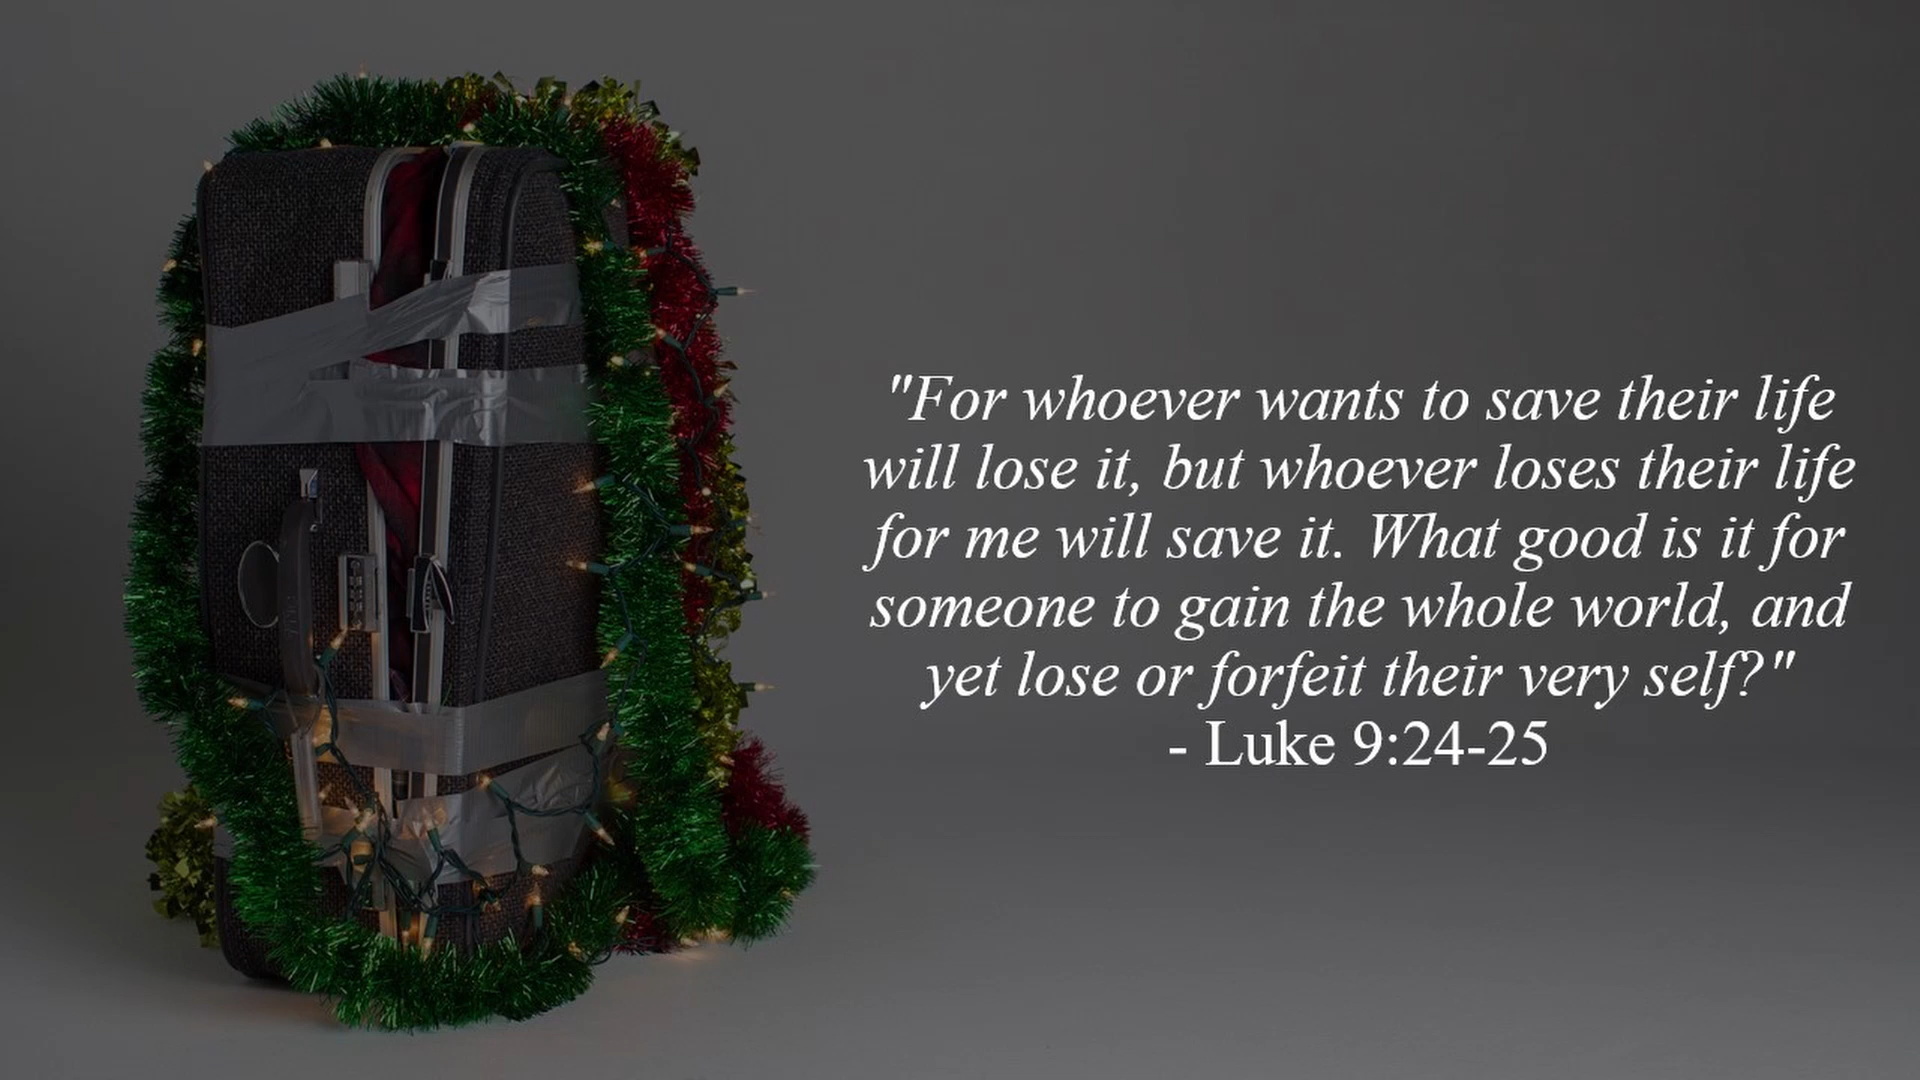 "For whoever wants to save their life
will lose it, but whoever loses their life
for me will save it. What good is it for
someone to gain the whole world, and
yet lose or forfeit their very self?"
- Luke 9:24-25